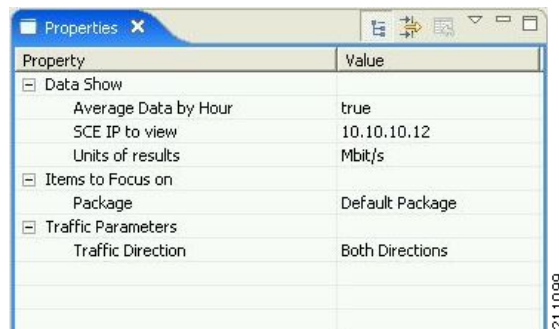 Properties
Property Value
Data Show
Average Data by Hour true
SCE IP to view 10.10.10.12
Units of results Mbit/s
Items to Focus on
Package Default Package
Traffic Parameters
Traffic Direction Both Directions
211099